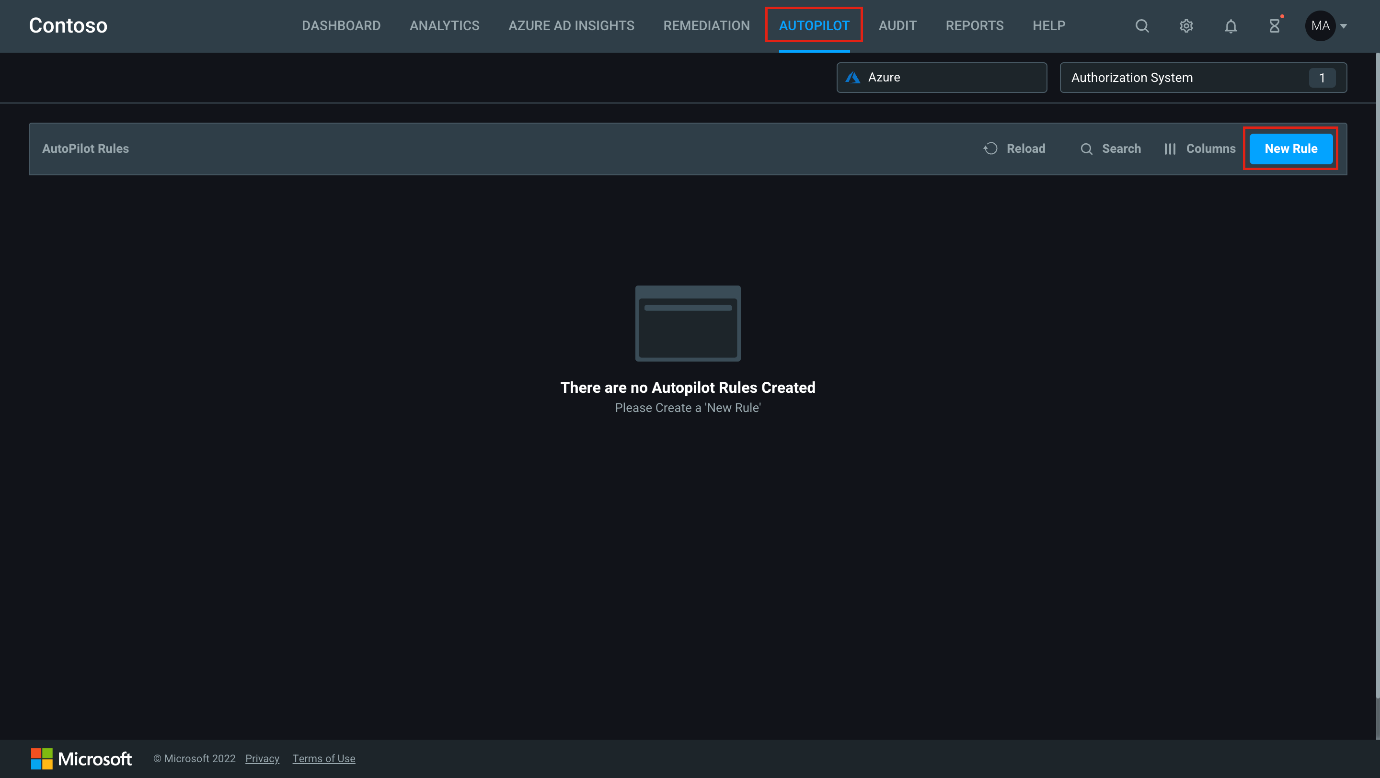 Contoso DASHBOARD ANALYTICS AZURE AD INSIGHTS REMEDIATION AUTOPILOT AUDIT REPORTS HELP MA
Azure Authorization System 1
AutoPilot Rules Reload Search Columns New Rule
There are no Autopilot Rules Created
Please Create a 'New Rule'
Microsoft © Microsoft 2022 Privacy Terms of Use